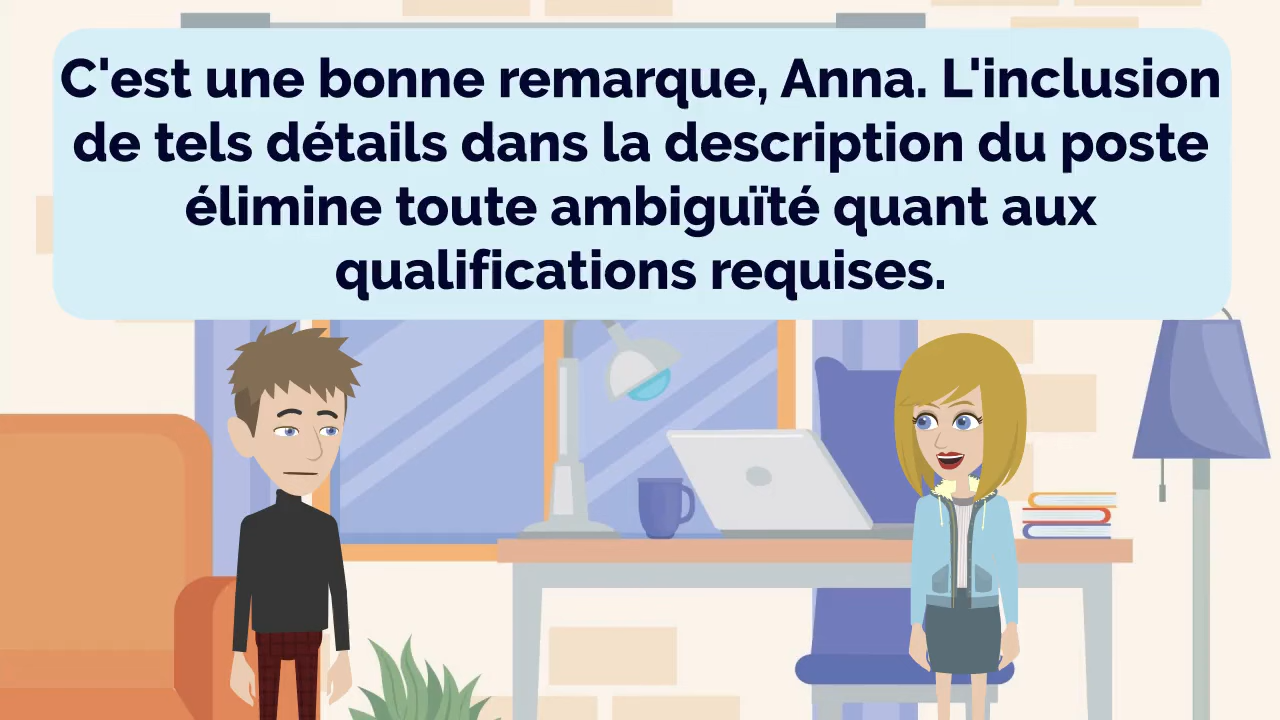 C'est une bonne remarque, Anna. L'inclusion
de tels détails dans la description du poste
élimine toute ambiguïté quant aux
qualifications requises.